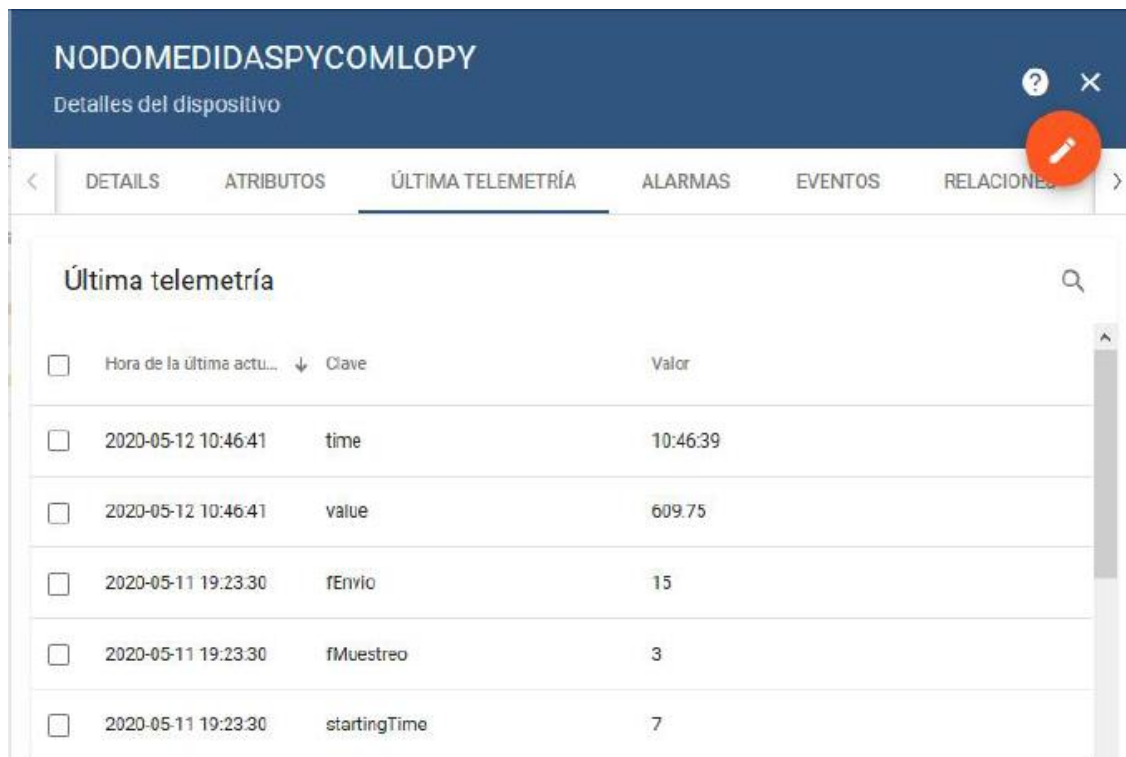 NODOMEDIDASPYCOMLOPY
Detalles del dispositivo
DETAILS ATRIBUTOS ÚLTIMA TELEMETRÍA ALARMAS EVENTOS RELACIONES
Última telemetría
Hora de la última actu... Clave Valor
2020-05-12 10:46:41 time 10:46:39
2020-05-12 10:46:41 value 609.75
2020-05-11 19:23:30 fEnvio 15
2020-05-11 19:23:30 fMuestreo 3
2020-05-11 19:23:30 startingTime 7